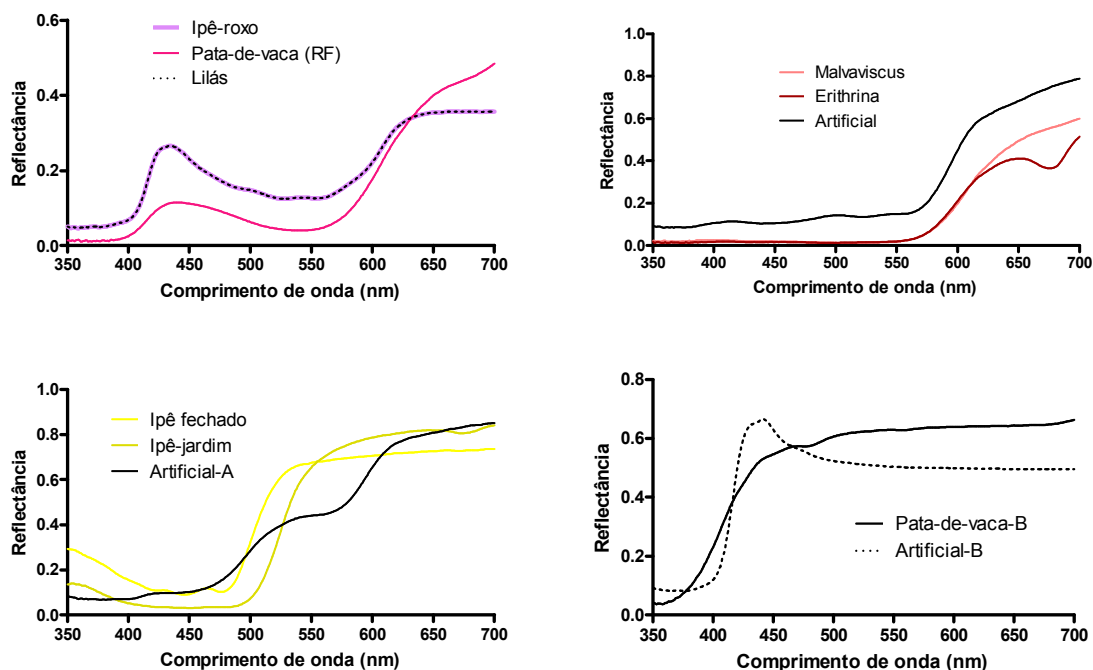 0.6
0.4
0.2
0.0
Reflectância
Ipê-roxo
Pata-de-vaca (RF)
Lilás
350 400 450 500 550 600 650 700
Comprimento de onda (nm)
1.0
0.8
0.6
0.4
0.2
0.0
Reflectância
Malvaviscus
Erithrina
Artificial
350 400 450 500 550 600 650 700
Comprimento de onda (nm)
1.0
0.8
0.6
0.4
0.2
0.0
Reflectância
Ipê fechado
Ipê-jardim
Artificial-A
350 400 450 500 550 600 650 700
Comprimento de onda (nm)
0.8
0.6
0.4
0.2
0.0
Reflectância
Pata-de-vaca-B
Artificial-B
350 400 450 500 550 600 650 700
Comprimento de onda (nm)